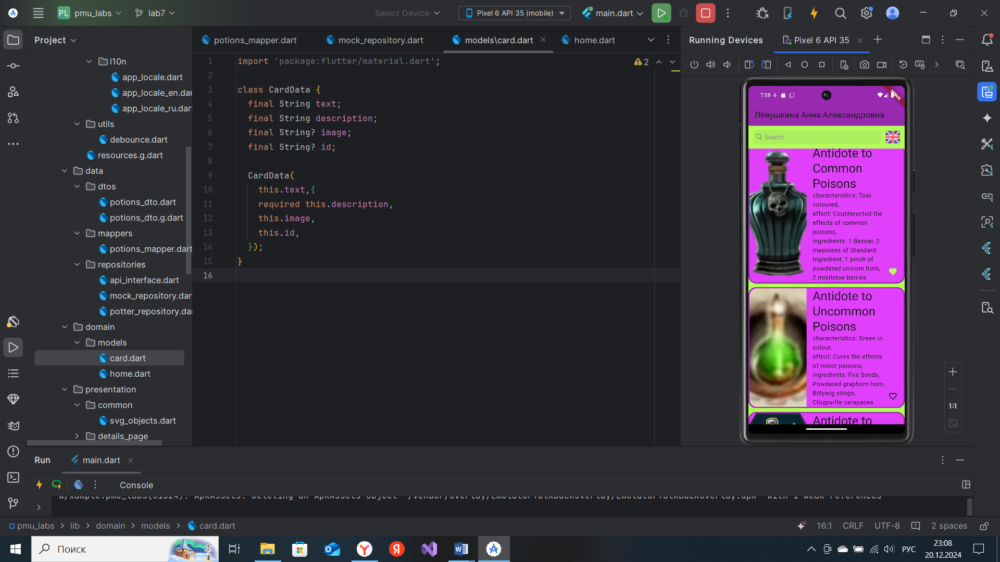 PL pmu_labs
lab7
Select Device
Pixel 6 API 35 (mobile)
main.dart
Project
potions_mapper.dart
mock_repository.dart
models\card.dart
home.dart
Running Devices
Pixel 6 API 35
l10n
app_locale.dart
app_locale_en.dar
app_locale_ru.dart
utils
debounce.dart
resources.g.dart
data
dtos
potions_dto.dart
potions_dto.g.dart
mappers
potions_mapper.dart
repositories
api_interface.dart
mock_repository.dar
potter_repository.da
domain
models
card.dart
home.dart
presentation
common
svg_objects.dart
details_page
1 import 'package:flutter/material.dart';
2
3 class CardData {
4 final String text;
5 final String description;
6 final String? image;
7 final String? id;
8
9 CardData(
10 this.text,{
11 required this.description,
12 this.image,
13 this.id,
14 });
15 }
16
2
7:08
DEBUG
Лёвушкина Анна Александровна
Search
Antidote to
Common
Poisons
characteristics: Teal-
coloured,
effect: Counteracted the
effects of common
poisons,
ingredients: 1 Bezoar, 2
measures of Standard
Ingredient, 1 pinch of
powdered unicorn horn,
2 mistletoe berries
Antidote to
Uncommon
Poisons
characteristics: Green in
colour,
effect: Cures the effects
of minor poisons,
ingredients: Fire Seeds,
Powdered graphorn horn,
Billywig stings,
Chizpurfle carapaces
Antidote to
1:1
Run
main.dart
Console
pmu_labs > lib > domain > models > card.dart
16:1 CRLF UTF-8 2 spaces
Поиск
РУС
23:08
20.12.2024